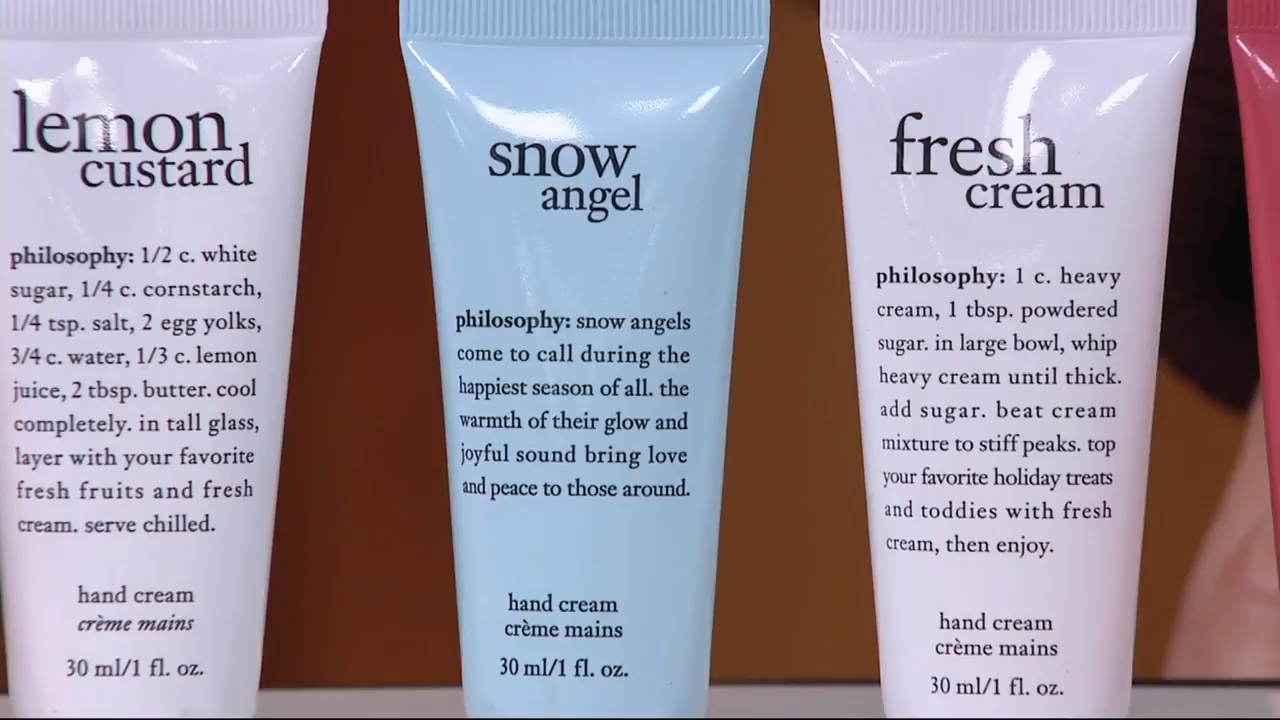 lemon
custard
philosophy: 1/2 c. white
sugar, 1/4 c. cornstarch,
1/4 tsp. salt, 2 egg yolks,
3/4 c. water, 1/3 c. lemon
juice, 2 tbsp. butter. cool
completely. in tall glass,
layer with your favorite
fresh fruits and fresh
cream. serve chilled.
hand cream
crème mains
30 ml/1 fl. oz.
snow
angel
philosophy: snow angels
come to call during the
happiest season of all. the
warmth of their glow and
joyful sound bring love
and peace to those around.
hand cream
crème mains
30 ml/1 fl. oz.
fresh
cream
philosophy: 1 c. heavy
cream, 1 tbsp. powdered
sugar. in large bowl, whip
heavy cream until thick.
add sugar. beat cream
mixture to stiff peaks. top
your favorite holiday treats
and toddies with fresh
cream, then enjoy.
hand cream
crème mains
30 ml/1 fl. oz.